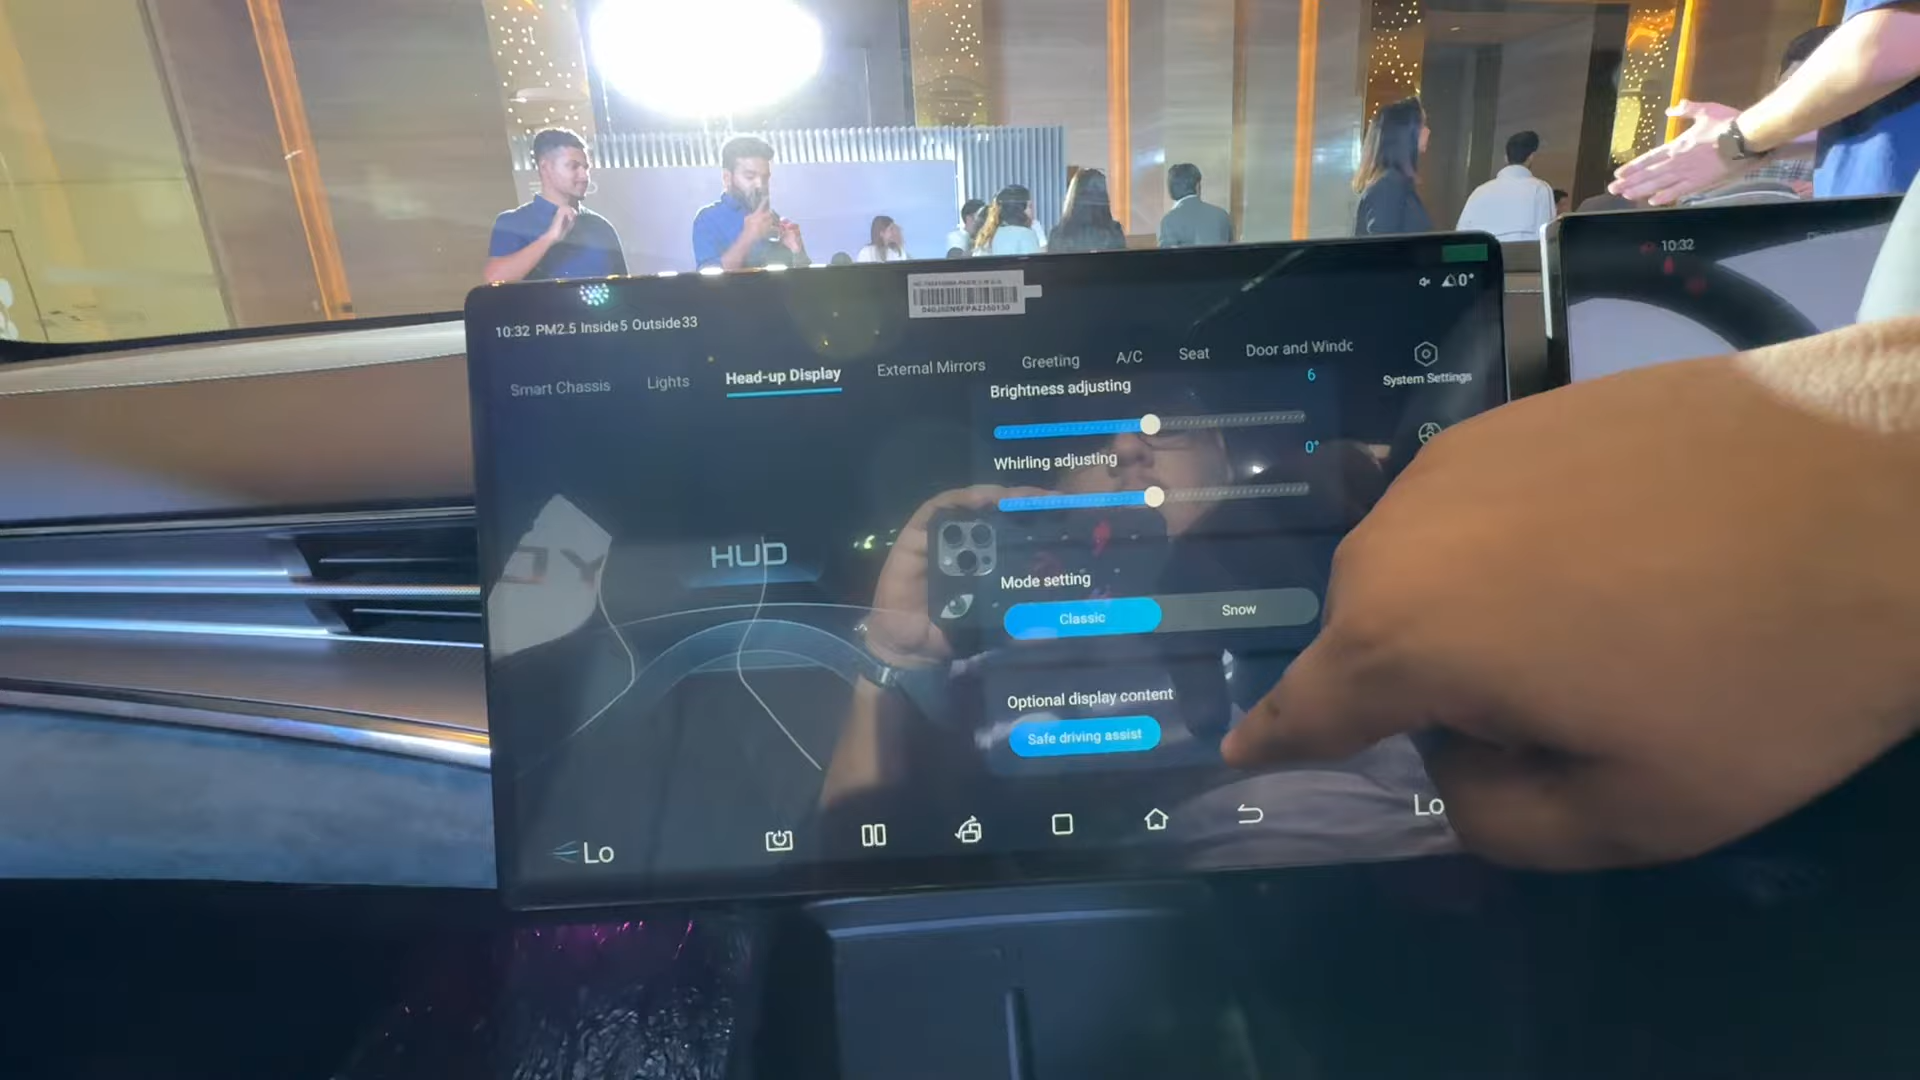 10:32 PM2.5 Inside5 Outside33
0°
10:32
Smart Chassis
Lights
Head-up Display
External Mirrors
Greeting
A/C
Seat
Door and Windc
System Settings
Brightness adjusting
6
Whirling adjusting
0°
HUD
Mode setting
Classic
Snow
Optional display content
Safe driving assist
Lo
Lo